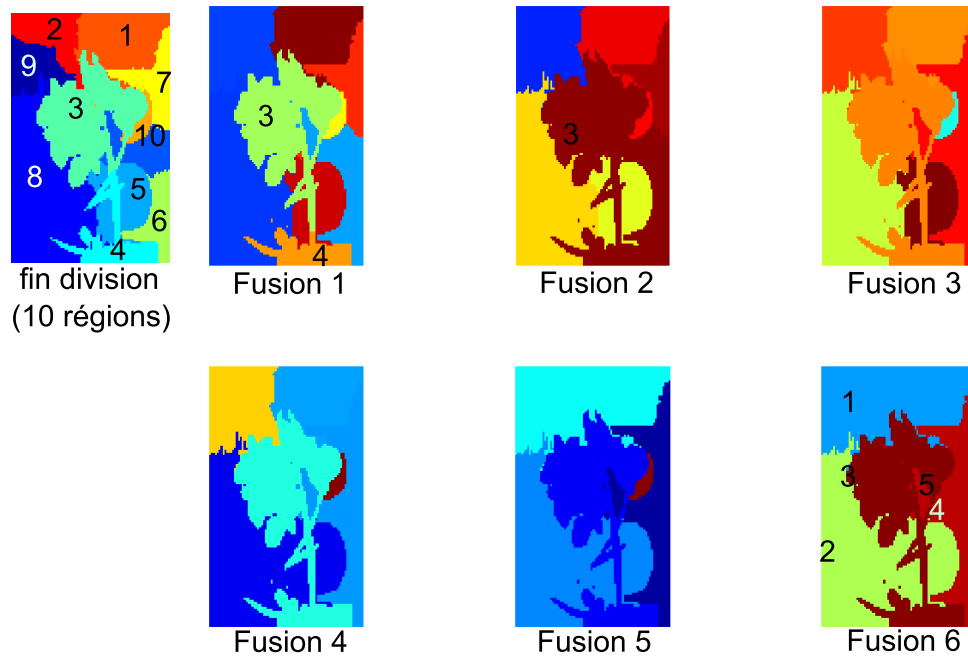 2 1
9
7
3
10
8
5
6
4
fin division
(10 régions)
3
4
Fusion 1
3
Fusion 2
Fusion 3
Fusion 4
Fusion 5
1
3
5
4
2
Fusion 6